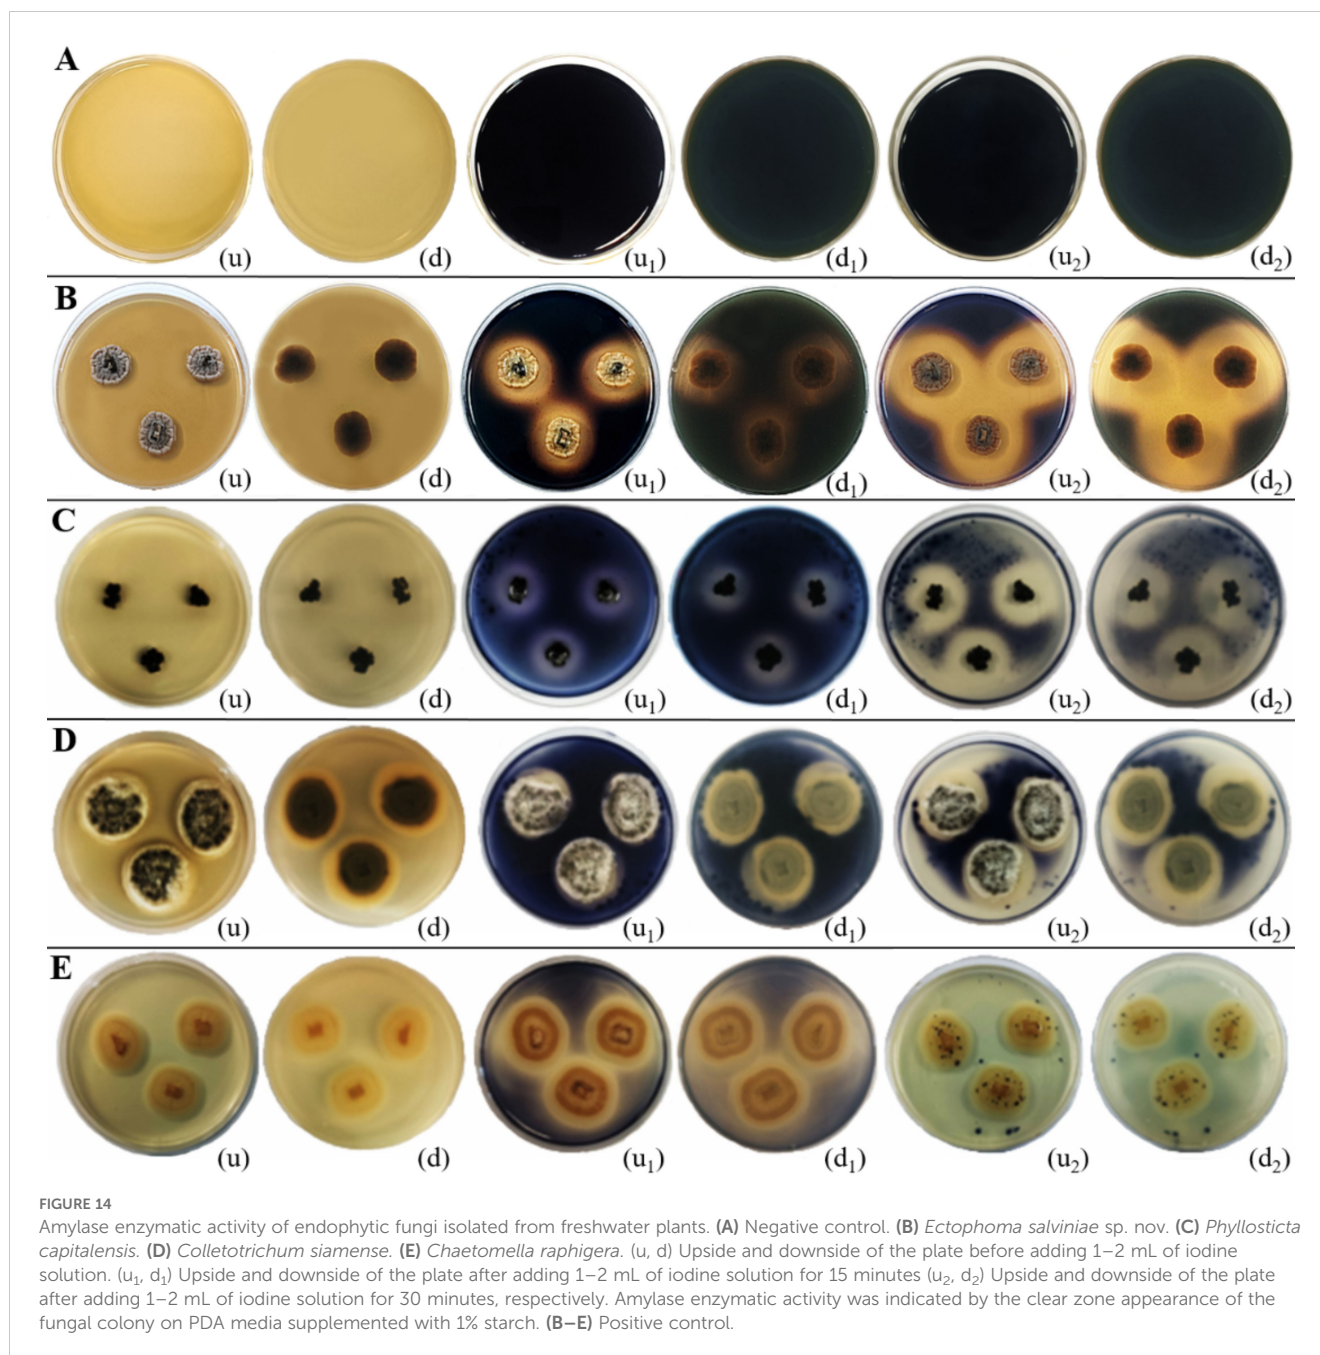 A
(u) (d) (u₁) (d₁) (u₂) (d₂)
B
(u) (d) (u₁) (d₁) (u₂) (d₂)
C
(u) (d) (u₁) (d₁) (u₂) (d₂)
D
(u) (d) (u₁) (d₁) (u₂) (d₂)
E
(u) (d) (u₁) (d₁) (u₂) (d₂)
FIGURE 14
Amylase enzymatic activity of endophytic fungi isolated from freshwater plants. (A) Negative control. (B) Ectophoma salviniae sp. nov. (C) Phyllosticta
capitalensis. (D) Colletotrichum siamense. (E) Chaetomella raphigera. (u, d) Upside and downside of the plate before adding 1–2 mL of iodine
solution. (u₁, d₁) Upside and downside of the plate after adding 1–2 mL of iodine solution for 15 minutes (u₂, d₂) Upside and downside of the plate
after adding 1–2 mL of iodine solution for 30 minutes, respectively. Amylase enzymatic activity was indicated by the clear zone appearance of the
fungal colony on PDA media supplemented with 1% starch. (B–E) Positive control.